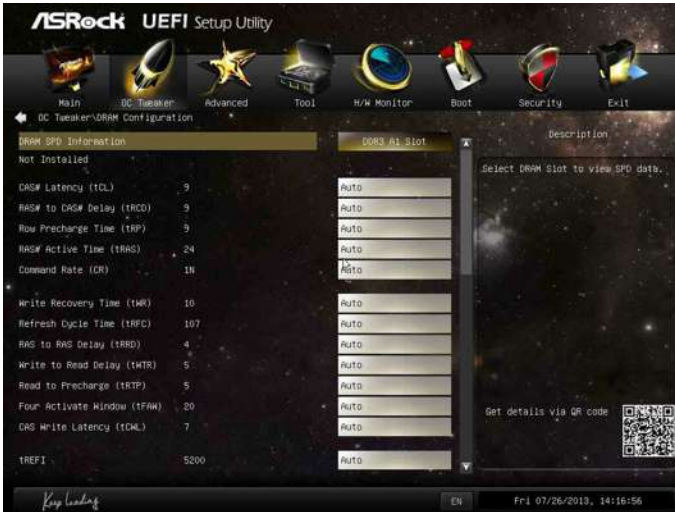 ASRock UEFI Setup Utility
Main OC Tweaker Advanced Tool H/W Monitor Boot Security Exit
OC Tweaker\DRAM Configuration
Description
DRAM SPD Information DDR3 A1 Slot
Not Installed
Select DRAM Slot to view SPD data.
CAS# Latency (tCL) 9 Auto
RAS# to CAS# Delay (tRCD) 9 Auto
Row Precharge Time (tRP) 9 Auto
RAS# Active Time (tRAS) 24 Auto
Command Rate (CR) 1N Auto
Write Recovery Time (tWR) 10 Auto
Refresh Cycle Time (tRFC) 107 Auto
RAS to RAS Delay (tRRD) 4 Auto
Write to Read Delay (tWTR) 5 Auto
Read to Precharge (tRTP) 5 Auto
Four Activate Window (tFAW) 20 Auto
CAS Write Latency (tCWL) 7 Auto
Get details via QR code
tREFI 5200 Auto
Keep Leading
EN Fri 07/26/2013, 14:16:56